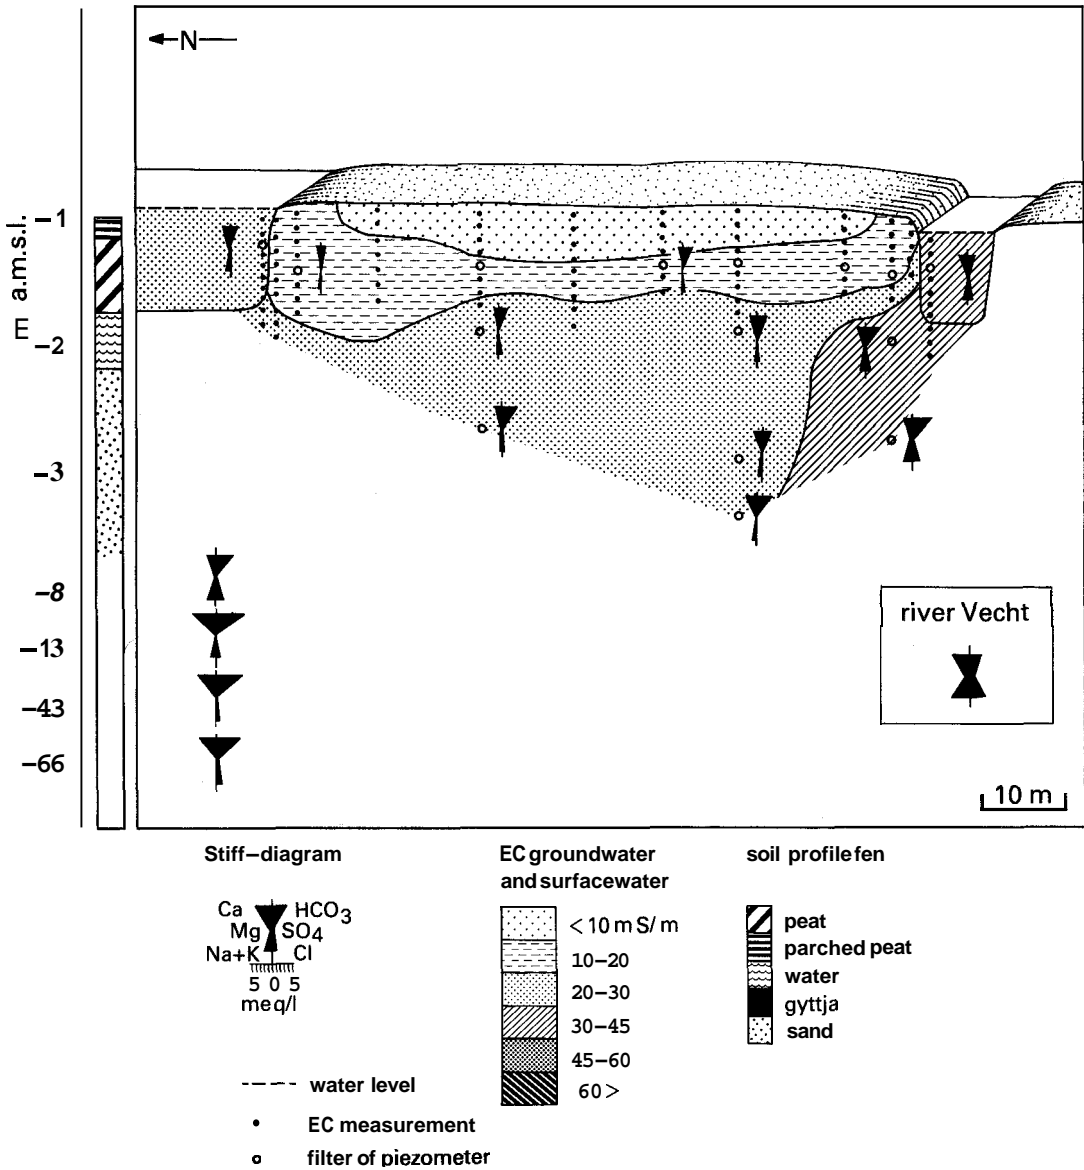 N
−1
m a.m.s.l.
−2
−3
−8
−13
−43
−66
river Vecht
10 m
Stiff−diagram
Ca HCO3
Mg SO4
Na+K Cl
5 0 5
meq/l
EC groundwater
and surfacewater
<10 mS/m
10−20
20−30
30−45
45−60
60>
soil profile fen
peat
parched peat
water
gyttja
sand
water level
EC measurement
filter of piezometer